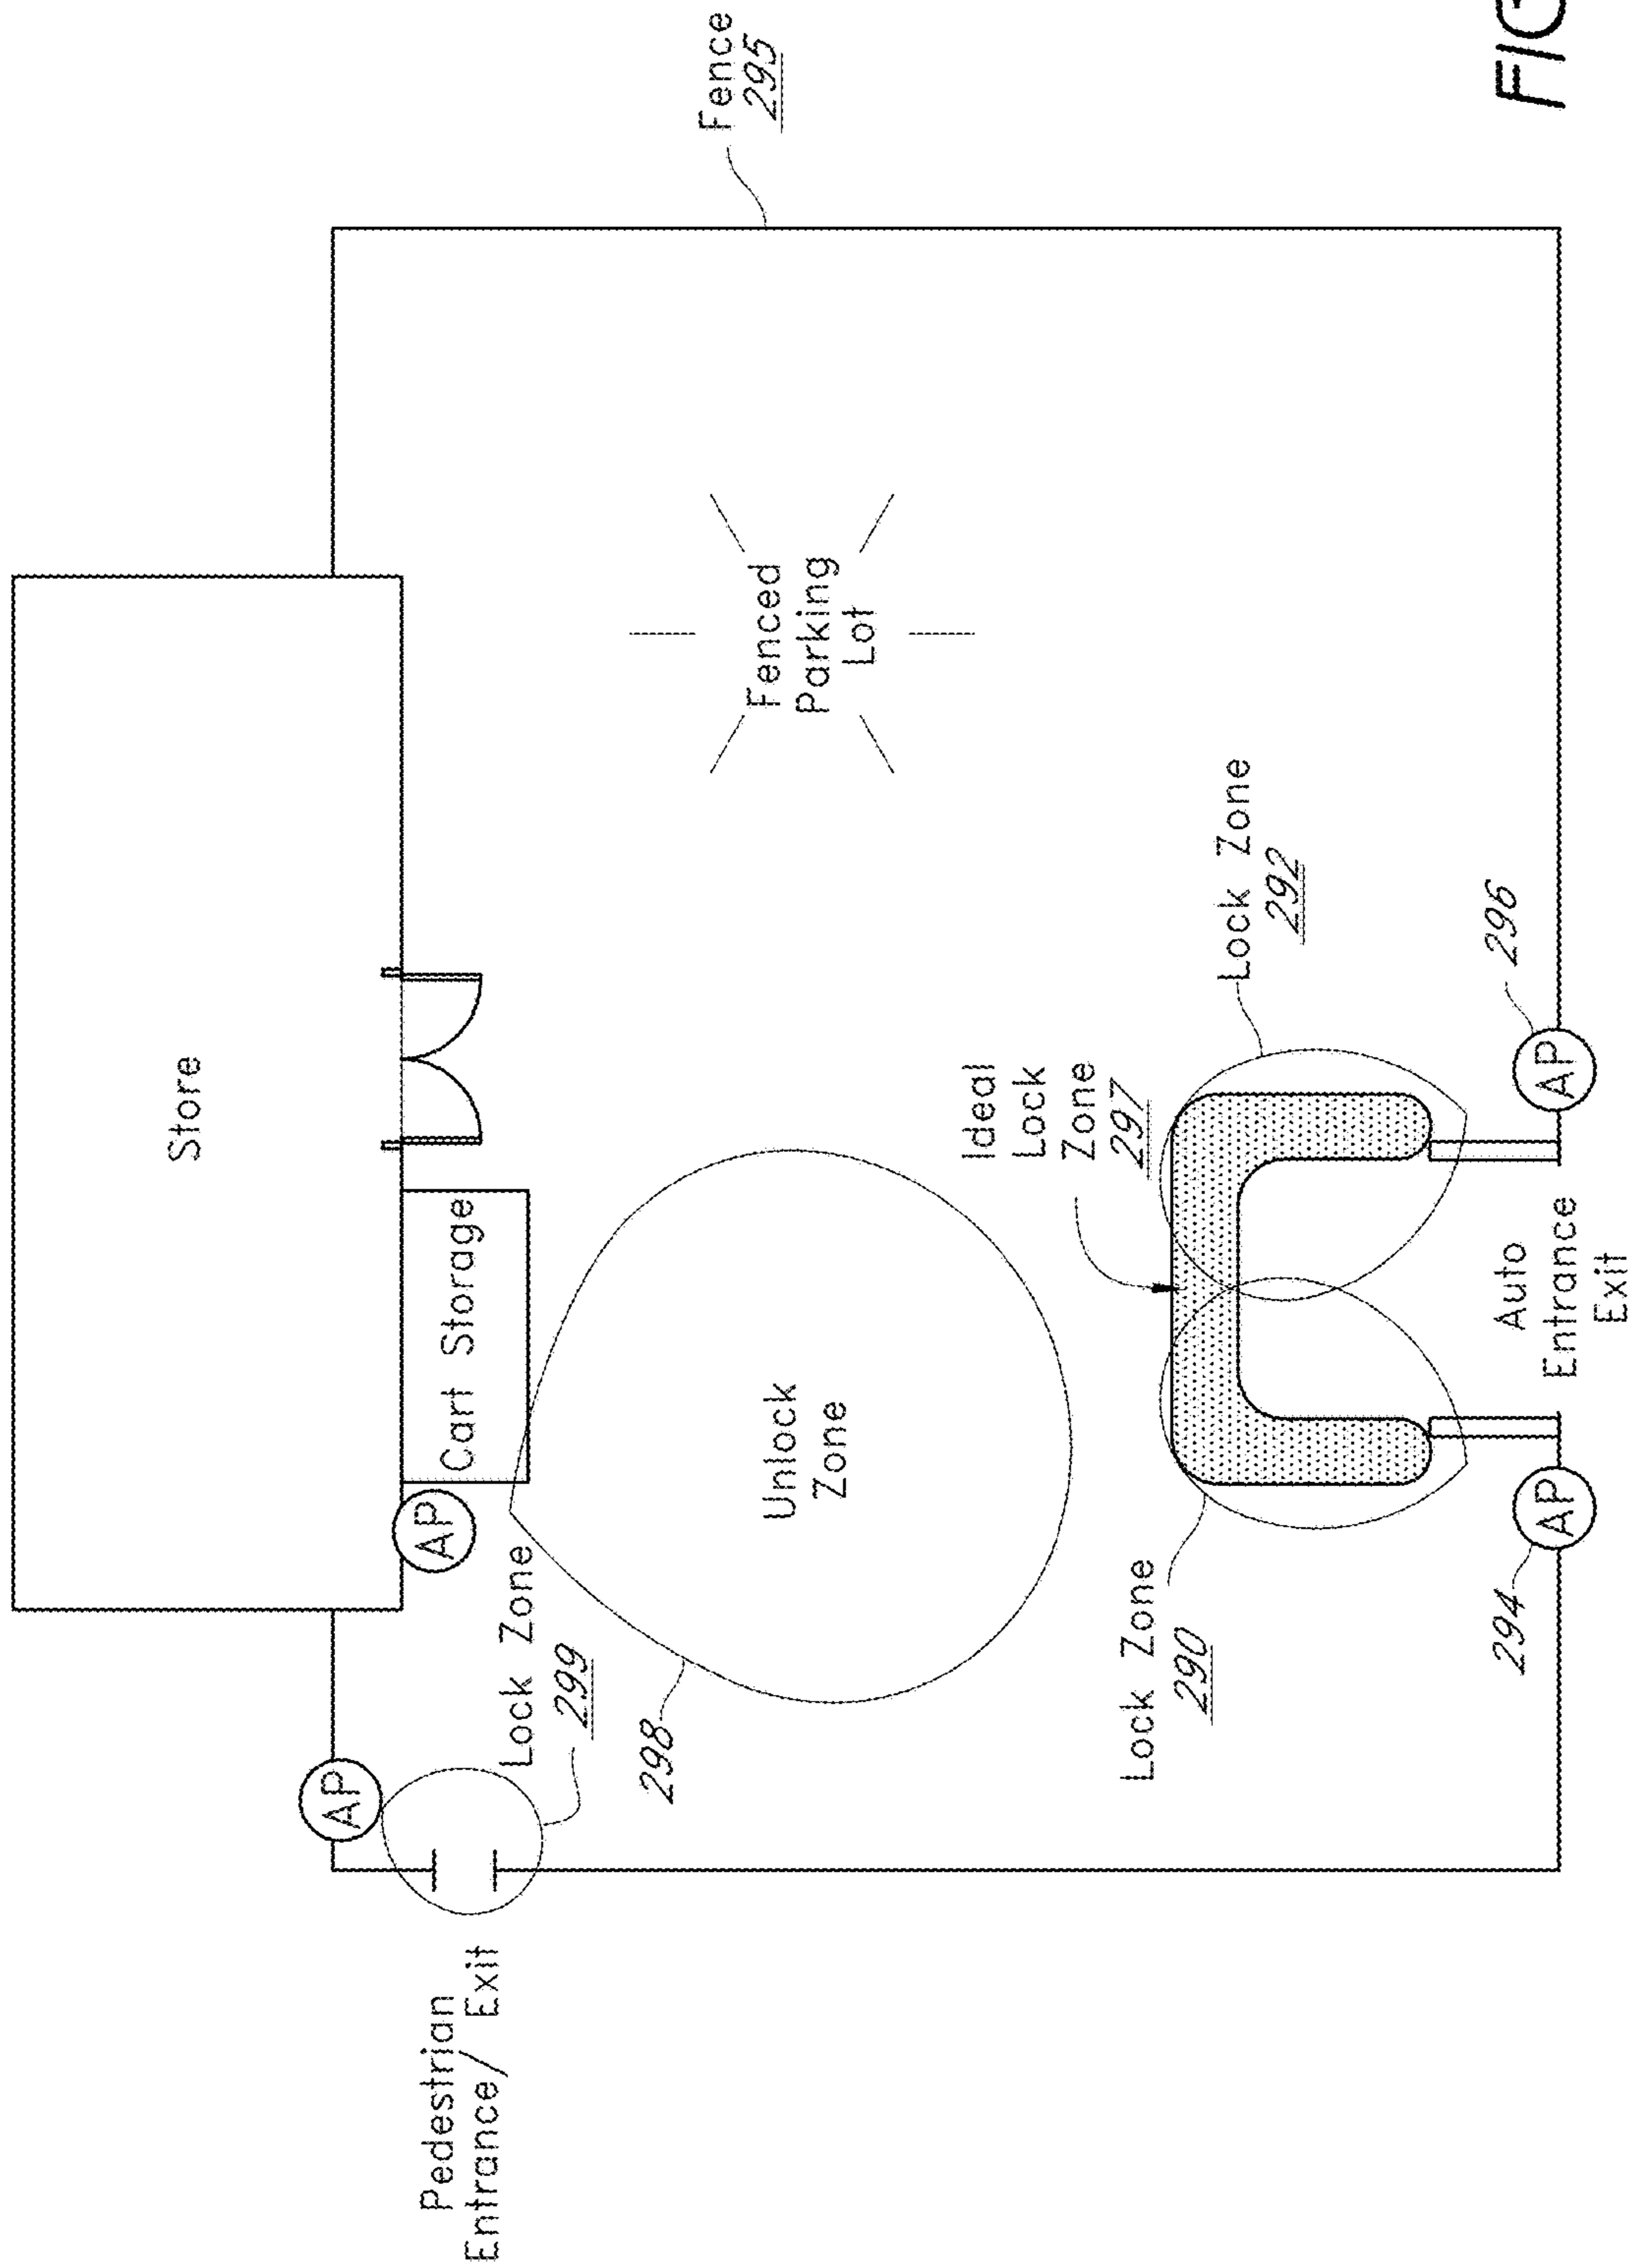 Store
AP
AP
Cart Storage
Pedestrian
Entrance/ Exit
Lock Zone
299
298
Unlock
Zone
Fenced
Parking
Lot
Fence
295
Ideal
Lock
Zone
297
Lock Zone
290
Lock Zone
292
294
AP
Auto
Entrance
Exit
AP
296
FIG